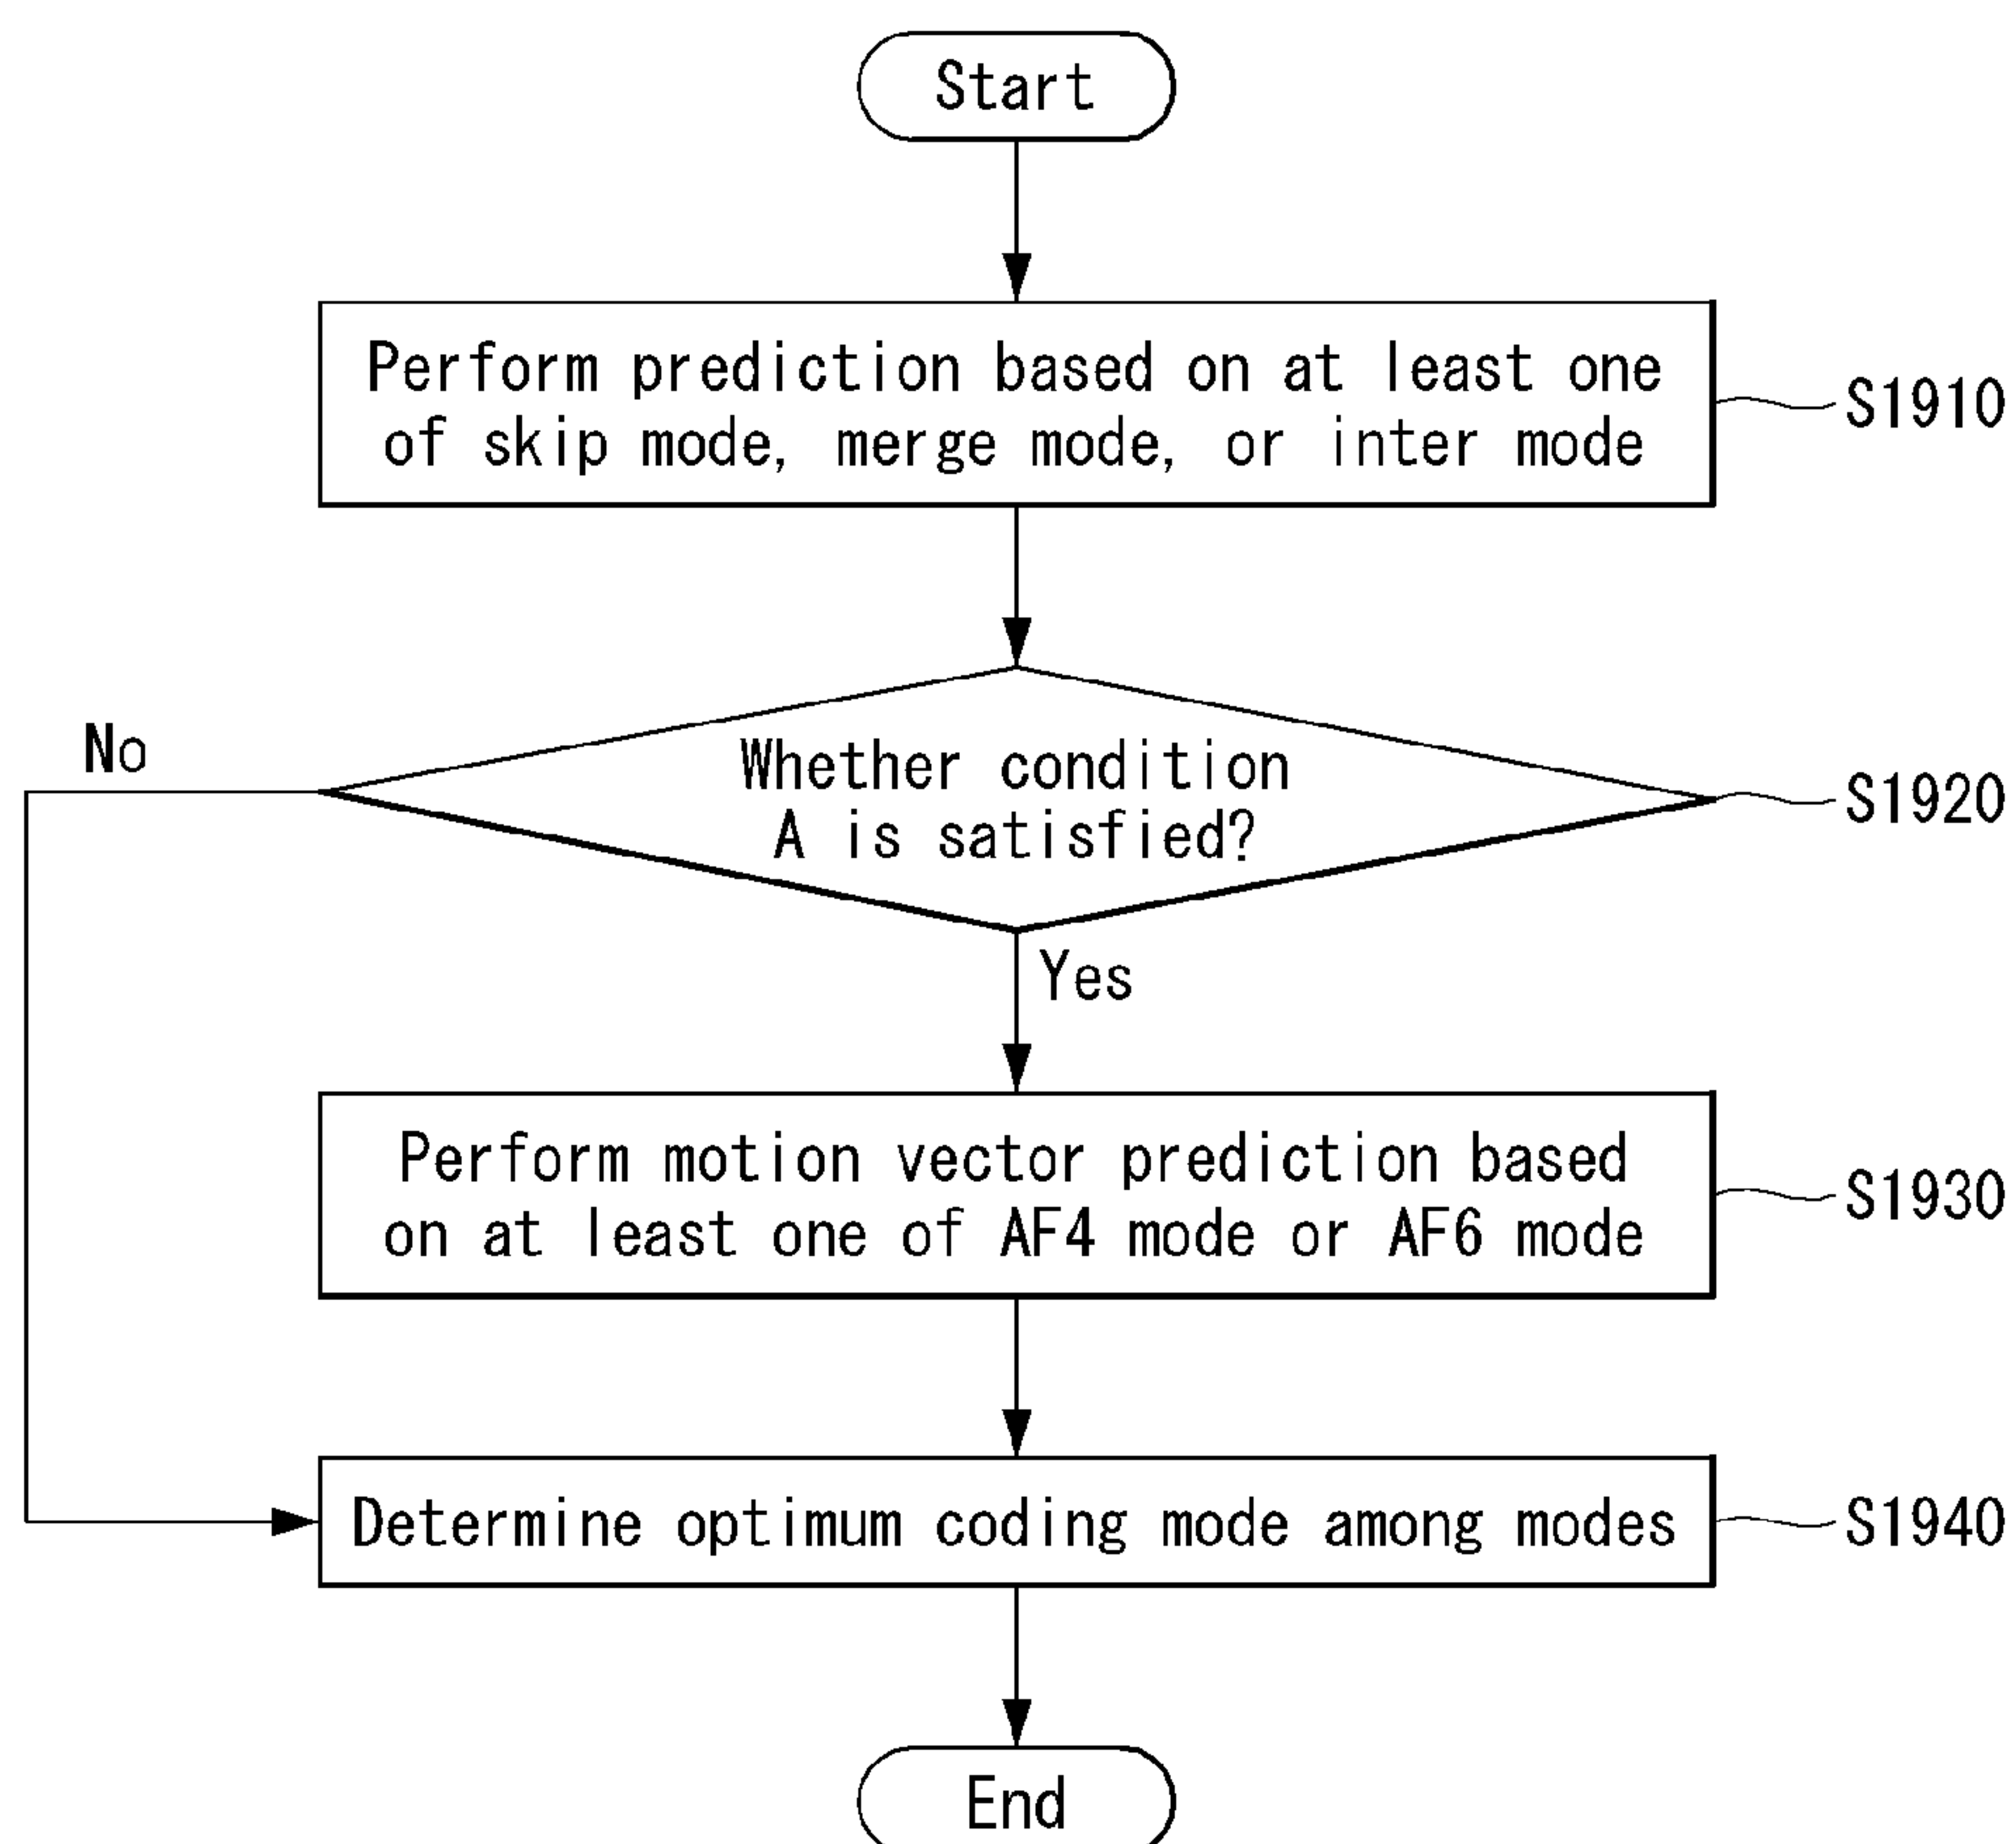 Start
Perform prediction based on at least one
of skip mode, merge mode, or inter mode
S1910
No
Whether condition
A is satisfied?
S1920
Yes
Perform motion vector prediction based
on at least one of AF4 mode or AF6 mode
S1930
Determine optimum coding mode among modes
S1940
End